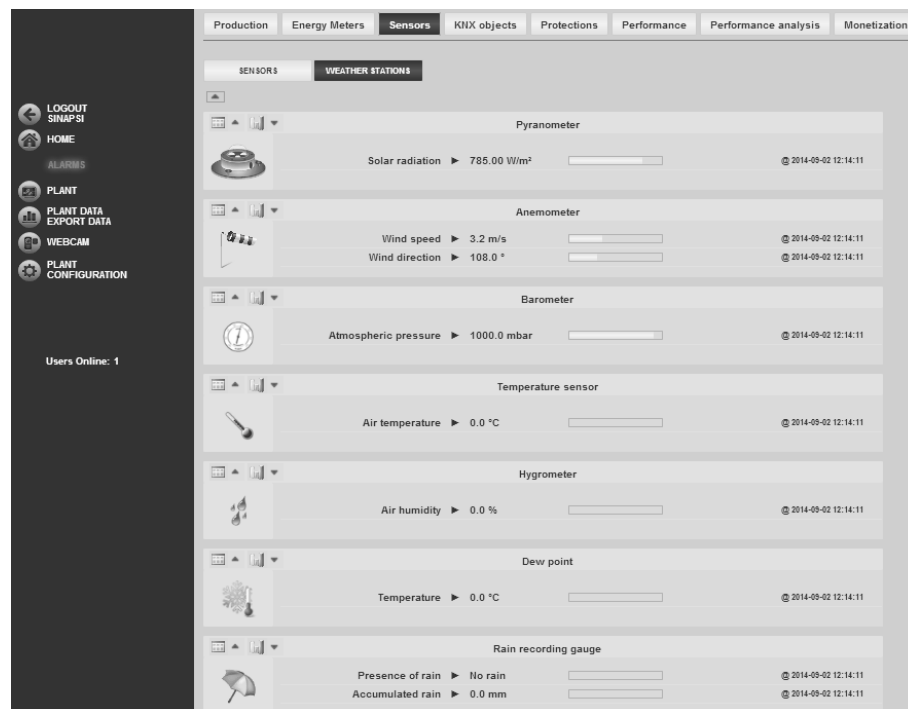 Production Energy Meters Sensors KNX objects Protections Performance Performance analysis Monetization
SENSORS WEATHER STATIONS
LOGOUT
SINAPSI
HOME
ALARMS
PLANT
PLANT DATA
EXPORT DATA
WEBCAM
PLANT
CONFIGURATION
Users Online: 1
Pyranometer
Solar radiation ► 785.00 W/m² @ 2014-09-02 12:14:11
Anemometer
Wind speed ► 3.2 m/s @ 2014-09-02 12:14:11
Wind direction ► 108.0 ° @ 2014-09-02 12:14:11
Barometer
Atmospheric pressure ► 1000.0 mbar @ 2014-09-02 12:14:11
Temperature sensor
Air temperature ► 0.0 °C @ 2014-09-02 12:14:11
Hygrometer
Air humidity ► 0.0 % @ 2014-09-02 12:14:11
Dew point
Temperature ► 0.0 °C @ 2014-09-02 12:14:11
Rain recording gauge
Presence of rain ► No rain @ 2014-09-02 12:14:11
Accumulated rain ► 0.0 mm @ 2014-09-02 12:14:11